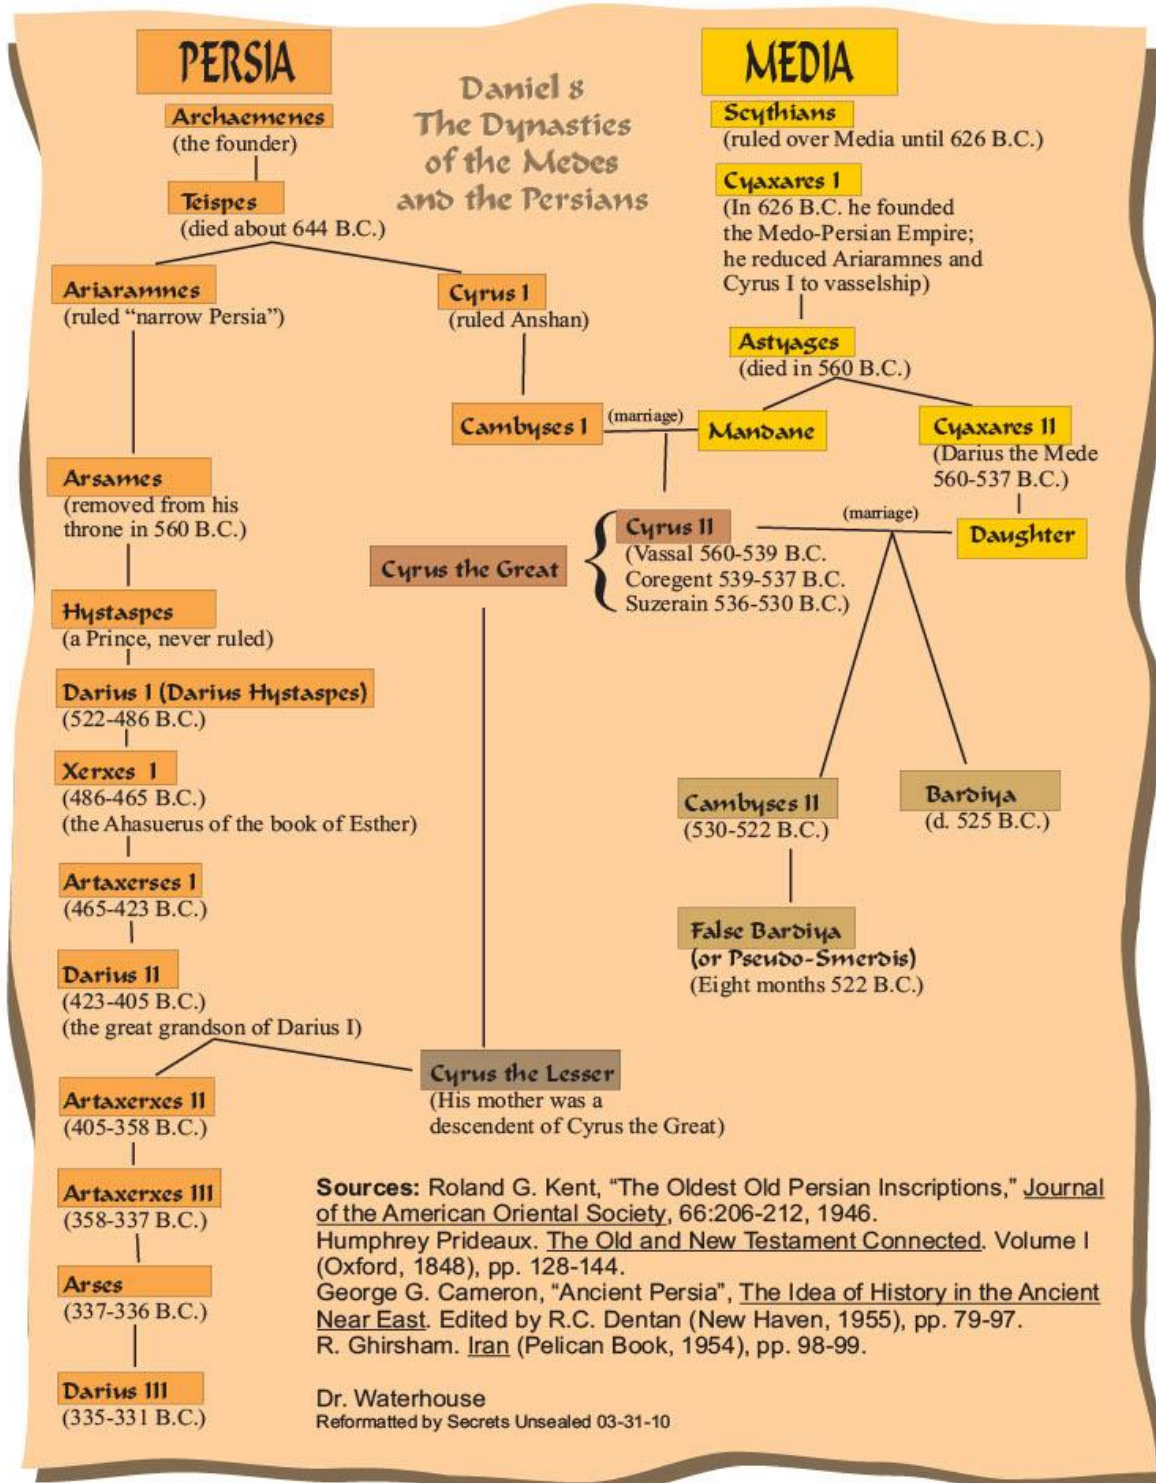 PERSIA
Archaemenes
(the founder)
Teispes
(died about 644 B.C.)
Ariaramnes
(ruled “narrow Persia”)
Cyrus I
(ruled Anshan)
Daniel 8
The Dynasties
of the Medes
and the Persians
MEDIA
Scythians
(ruled over Media until 626 B.C.)
Cyaxares I
(In 626 B.C. he founded
the Medo-Persian Empire;
he reduced Ariaramnes and
Cyrus I to vasselship)
Astyages
(died in 560 B.C.)
Cambyses I
(marriage)
Mandane
Cyaxares II
(Darius the Mede
560-537 B.C.)
Arsames
(removed from his
throne in 560 B.C.)
Cyrus the Great
{
Cyrus II
(Vassal 560-539 B.C.
Coregent 539-537 B.C.
Suzerain 536-530 B.C.)
(marriage)
Daughter
Hystaspes
(a Prince, never ruled)
Darius I (Darius Hystaspes)
(522-486 B.C.)
Xerxes I
(486-465 B.C.)
(the Ahasuerus of the book of Esther)
Cambyses II
(530-522 B.C.)
Bardiya
(d. 525 B.C.)
Artaxerses I
(465-423 B.C.)
False Bardiya
(or Pseudo-Smerdis)
(Eight months 522 B.C.)
Darius II
(423-405 B.C.)
(the great grandson of Darius I)
Cyrus the Lesser
(His mother was a
descendent of Cyrus the Great)
Artaxerxes II
(405-358 B.C.)
Artaxerxes III
(358-337 B.C.)
Arses
(337-336 B.C.)
Darius III
(335-331 B.C.)
Sources: Roland G. Kent, “The Oldest Old Persian Inscriptions,” Journal
of the American Oriental Society, 66:206-212, 1946.
Humphrey Prideaux. The Old and New Testament Connected. Volume I
(Oxford, 1848), pp. 128-144.
George G. Cameron, “Ancient Persia”, The Idea of History in the Ancient
Near East. Edited by R.C. Dentan (New Haven, 1955), pp. 79-97.
R. Ghirsham. Iran (Pelican Book, 1954), pp. 98-99.
Dr. Waterhouse
Reformatted by Secrets Unsealed 03-31-10